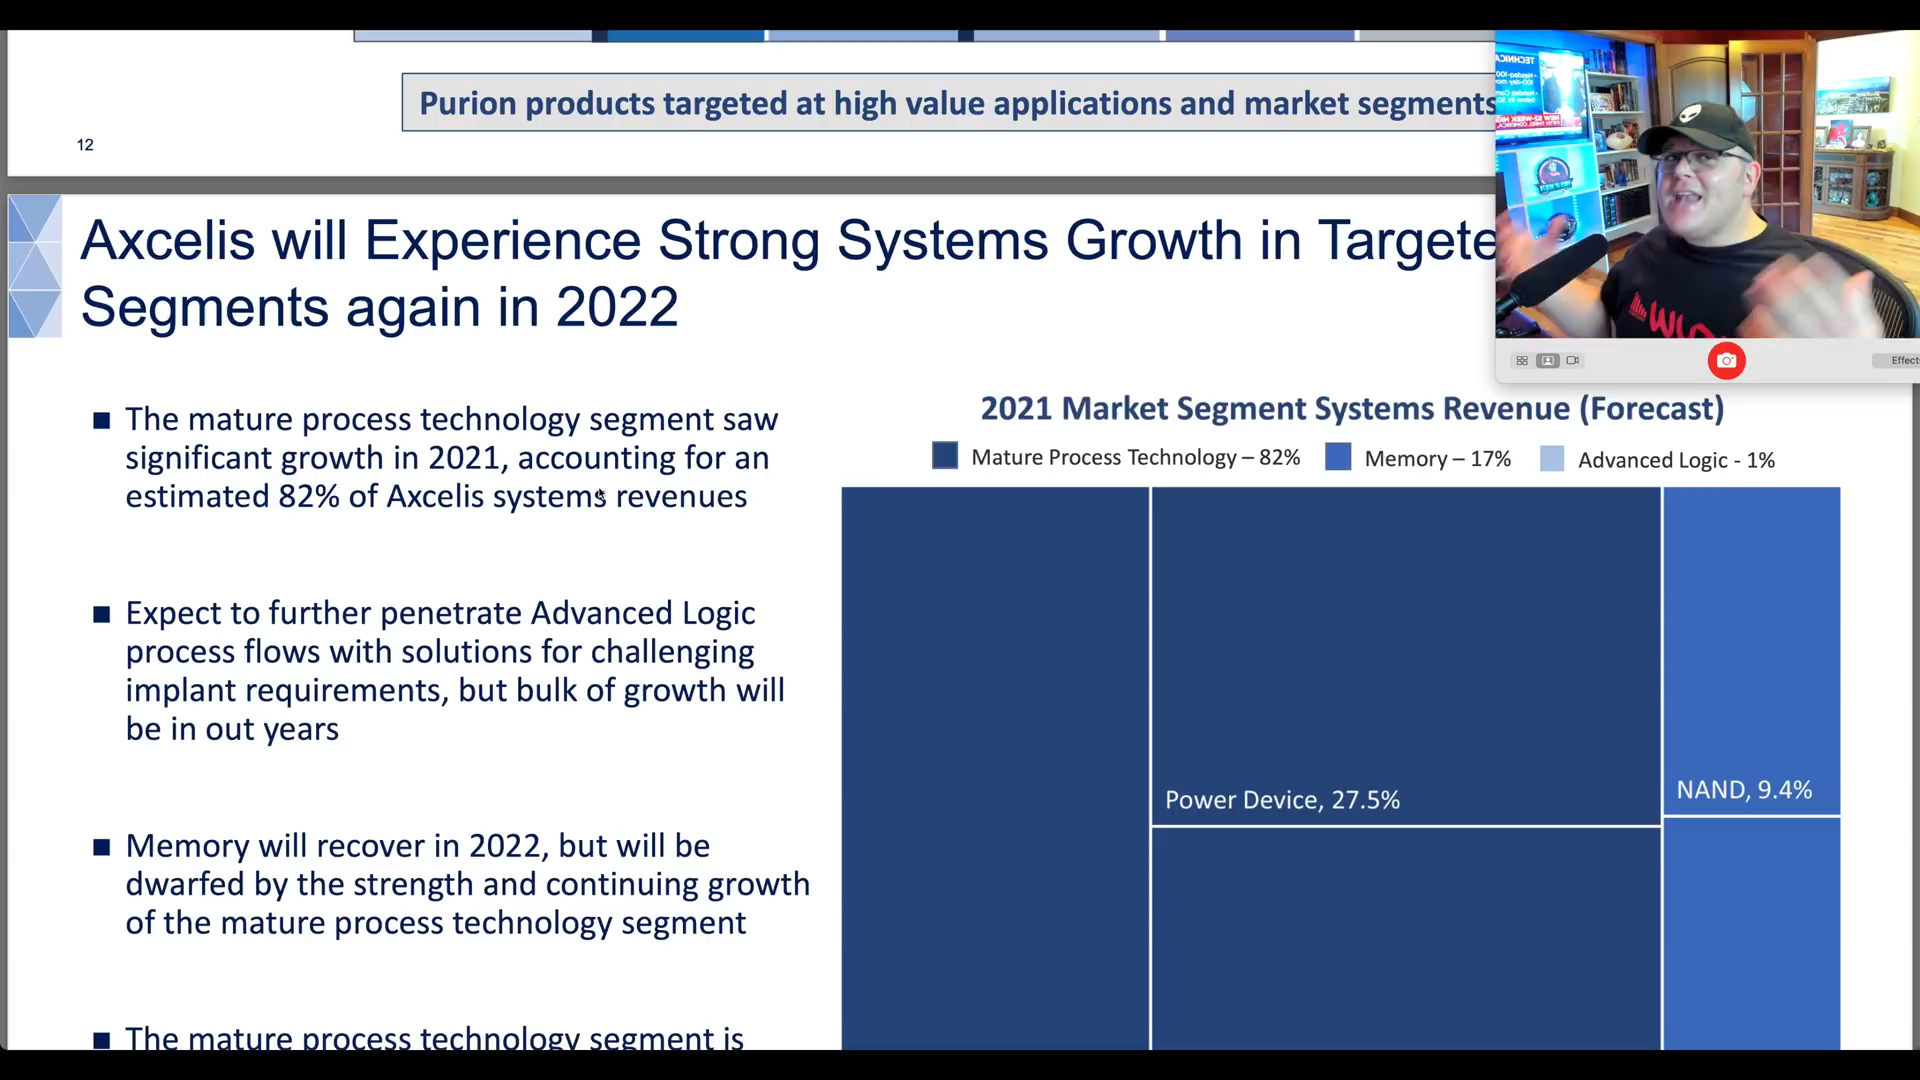 Purion products targeted at high value applications and market segments
12
Axcelis will Experience Strong Systems Growth in Targete
Segments again in 2022
■ The mature process technology segment saw
significant growth in 2021, accounting for an
estimated 82% of Axcelis systems revenues
■ Expect to further penetrate Advanced Logic
process flows with solutions for challenging
implant requirements, but bulk of growth will
be in out years
■ Memory will recover in 2022, but will be
dwarfed by the strength and continuing growth
of the mature process technology segment
■ The mature process technology segment is
2021 Market Segment Systems Revenue (Forecast)
Mature Process Technology – 82%
Memory – 17%
Advanced Logic - 1%
Power Device, 27.5%
NAND, 9.4%
Effects